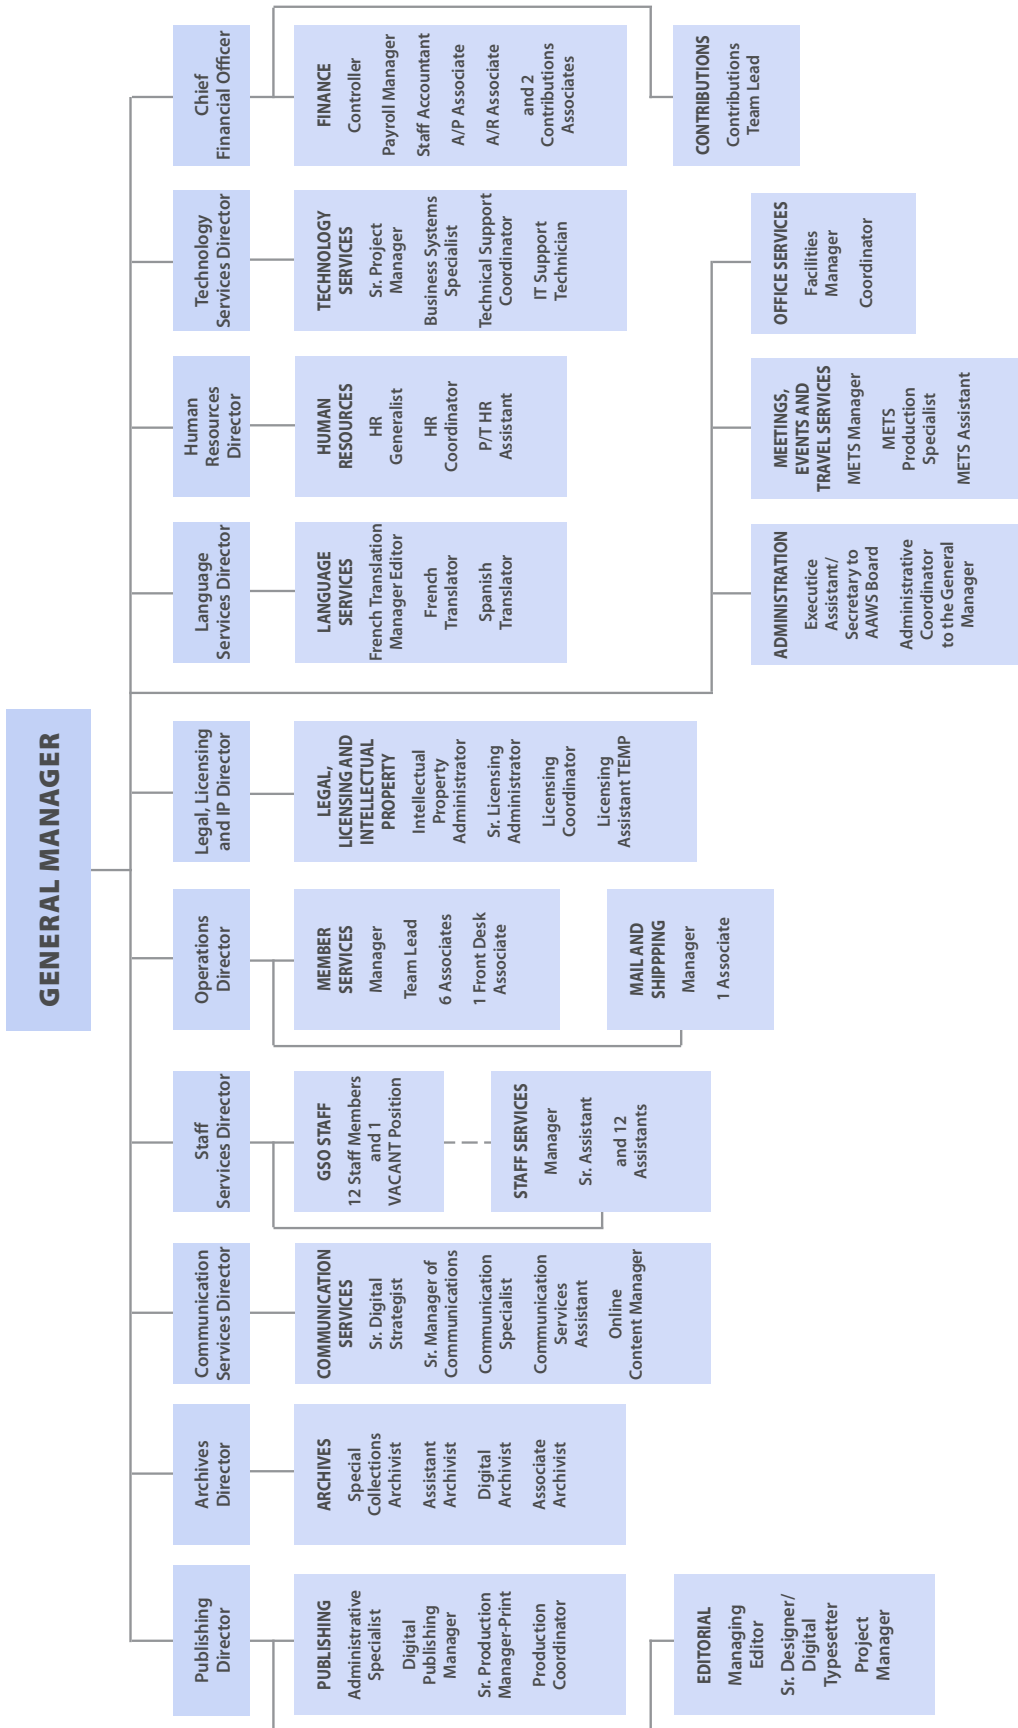 GENERAL MANAGER
Publishing
Director
Archives
Director
Communication
Services Director
Staff
Services Director
Operations
Director
Legal, Licensing
and IP Director
Language
Services Director
Human
Resources
Director
Technology
Services Director
Chief
Financial Officer
PUBLISHING
Administrative
Specialist
Digital
Publishing
Manager
Sr. Production
Manager-Print
Production
Coordinator
ARCHIVES
Special
Collections
Archivist
Assistant
Archivist
Digital
Archivist
Associate
Archivist
COMMUNICATION
SERVICES
Sr. Digital
Strategist
Sr. Manager of
Communications
Communication
Specialist
Communication
Services
Assistant
Online
Content Manager
GSO STAFF
12 Staff Members
and 1
VACANT Position
STAFF SERVICES
Manager
Sr. Assistant
and 12
Assistants
MEMBER
SERVICES
Manager
Team Lead
6 Associates
1 Front Desk
Associate
MAIL AND
SHIPPPING
Manager
1 Associate
LEGAL,
LICENSING AND
INTELLECTUAL
PROPERTY
Intellectual
Property
Administrator
Sr. Licensing
Administrator
Licensing
Coordinator
Licensing
Assistant TEMP
LANGUAGE
SERVICES
French Translation
Manager Editor
French
Translator
Spanish
Translator
HUMAN
RESOURCES
HR
Generalist
HR
Coordinator
P/T HR
Assistant
TECHNOLOGY
SERVICES
Sr. Project
Manager
Business Systems
Specialist
Technical Support
Coordinator
IT Support
Technician
FINANCE
Controller
Payroll Manager
Staff Accountant
A/P Associate
A/R Associate
and 2
Contributions
Associates
EDITORIAL
Managing
Editor
Sr. Designer/
Digital
Typesetter
Project
Manager
CONTRIBUTIONS
Contributions
Team Lead
ADMINISTRATION
Executice
Assistant/
Secretary to
AAWS Board
Administrative
Coordinator
to the General
Manager
MEETINGS,
EVENTS AND
TRAVEL SERVICES
METS Manager
METS
Production
Specialist
METS Assistant
OFFICE SERVICES
Facilities
Manager
Coordinator